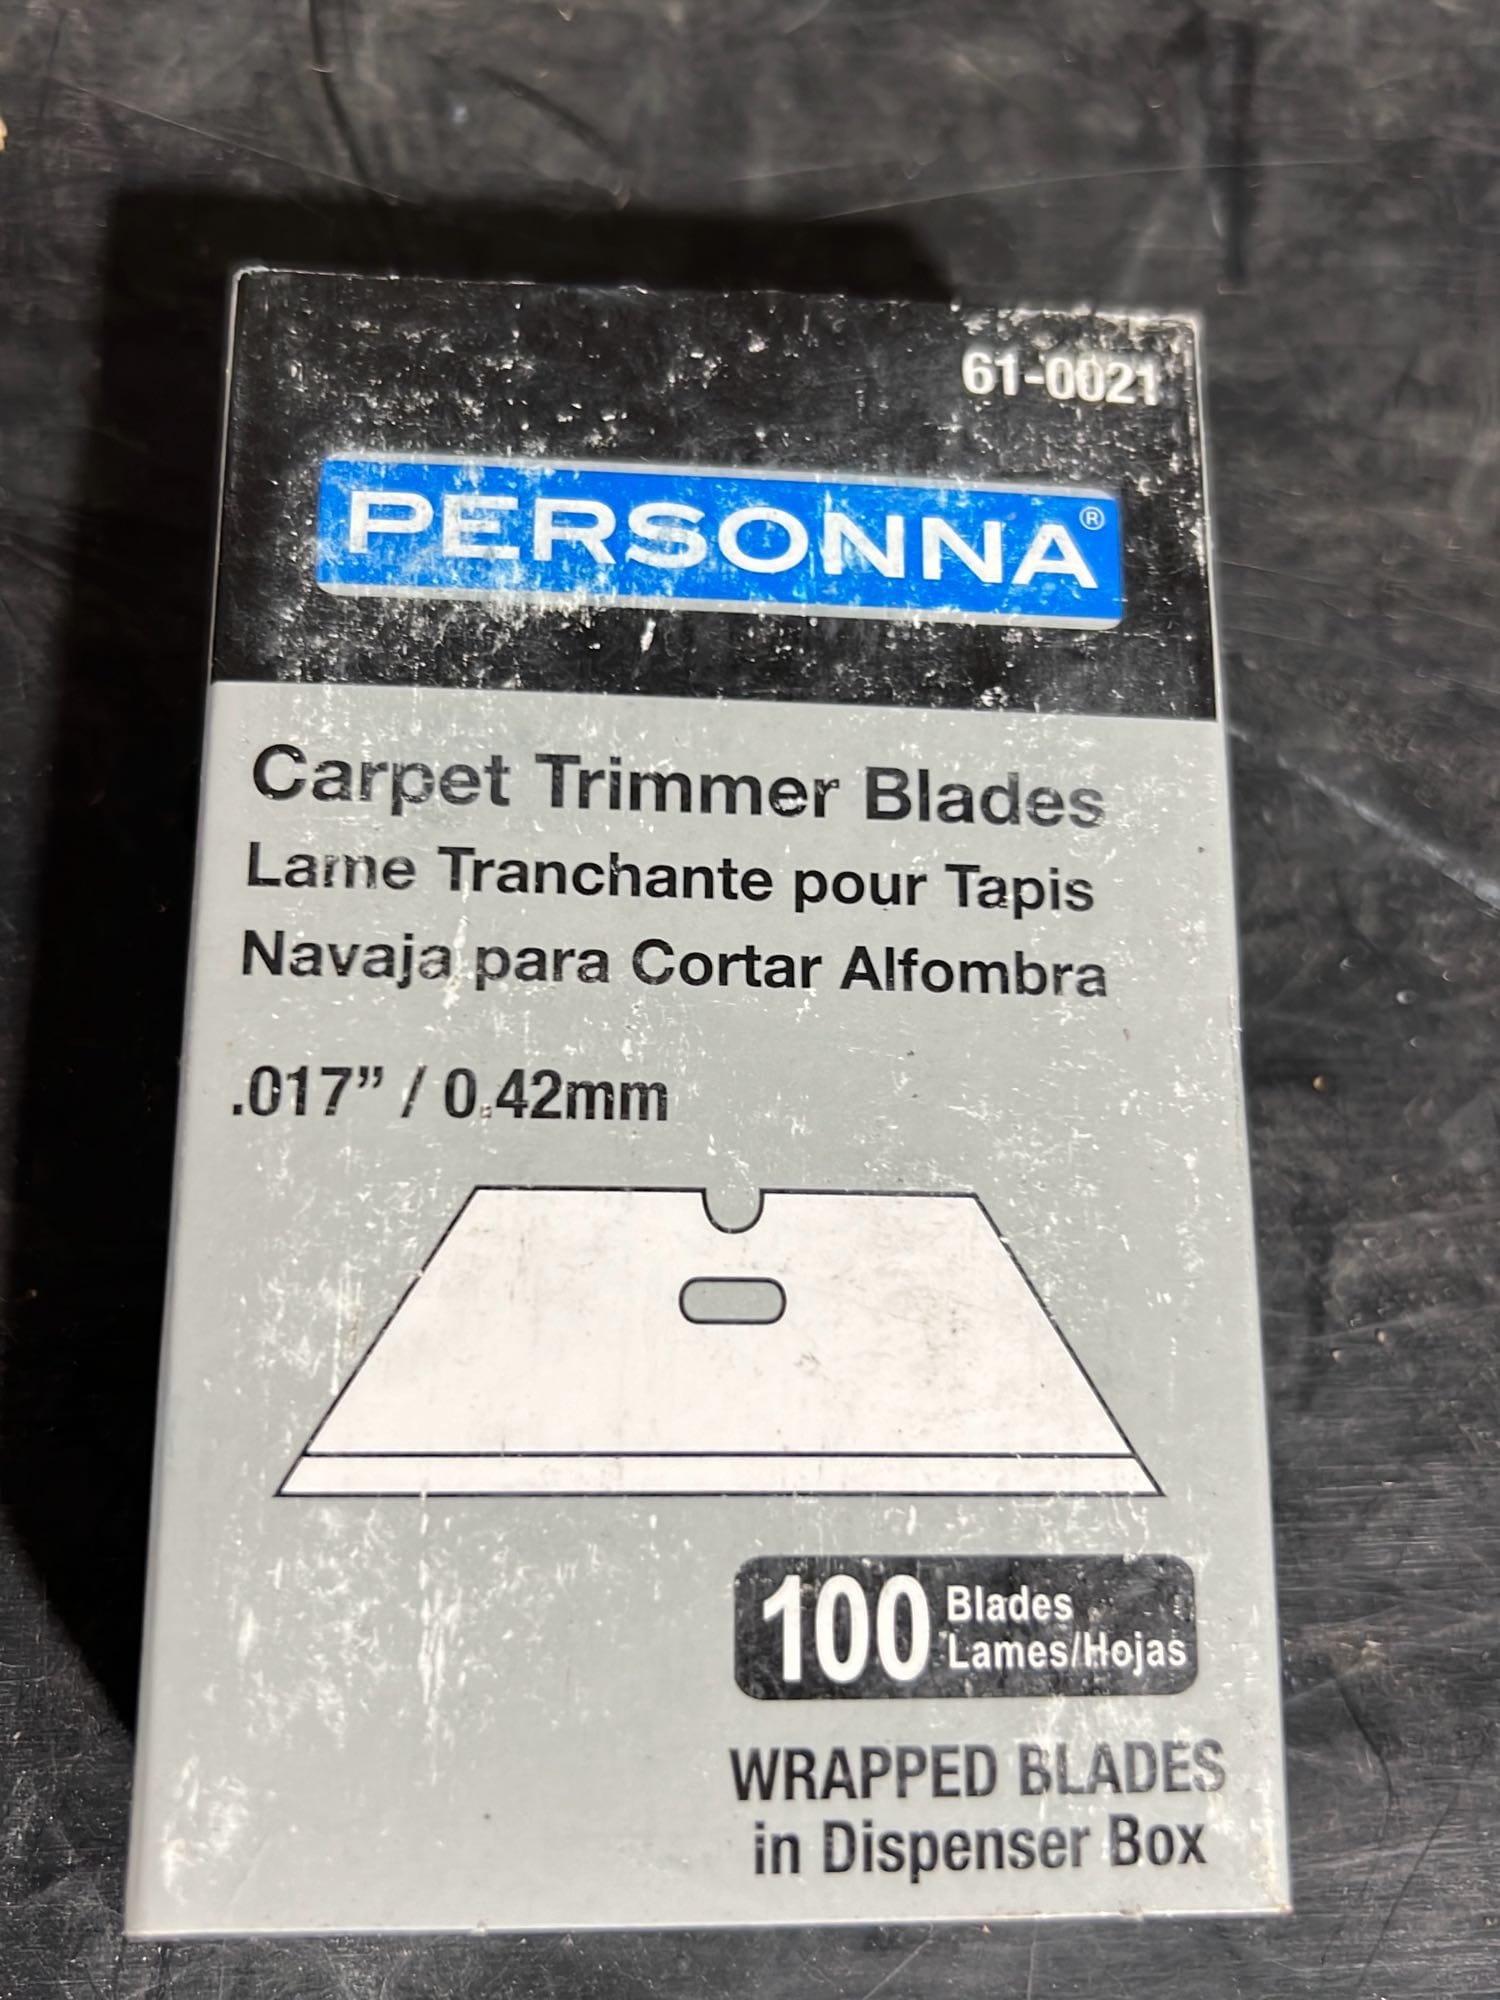 61-0021
PERSONNA®
Carpet Trimmer Blades
Lame Tranchante pour Tapis
Navaja para Cortar Alfombra
.017” / 0.42mm
100 Blades
Lames/Hojas
WRAPPED BLADES
in Dispenser Box